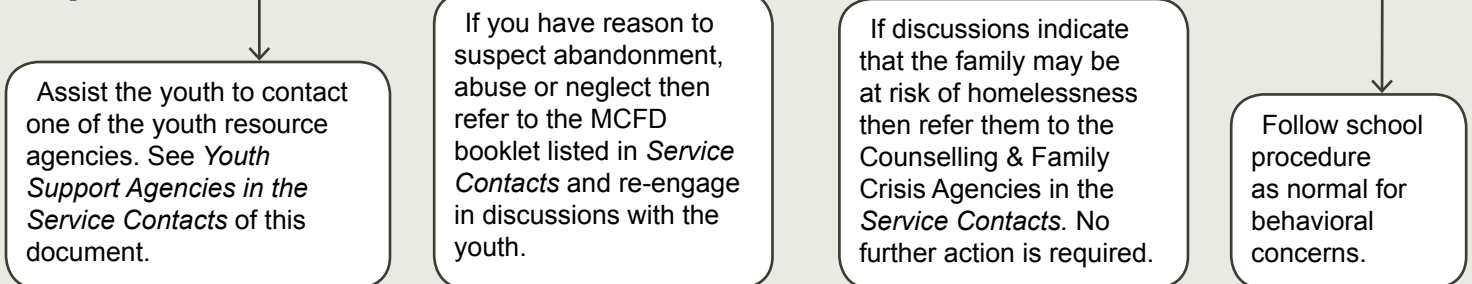 Assist the youth to contact
one of the youth resource
agencies. See Youth
Support Agencies in the
Service Contacts of this
document.
If you have reason to
suspect abandonment,
abuse or neglect then
refer to the MCFD
booklet listed in Service
Contacts and re-engage
in discussions with the
youth.
If discussions indicate
that the family may be
at risk of homelessness
then refer them to the
Counselling & Family
Crisis Agencies in the
Service Contacts. No
further action is required.
Follow school
procedure
as normal for
behavioral
concerns.